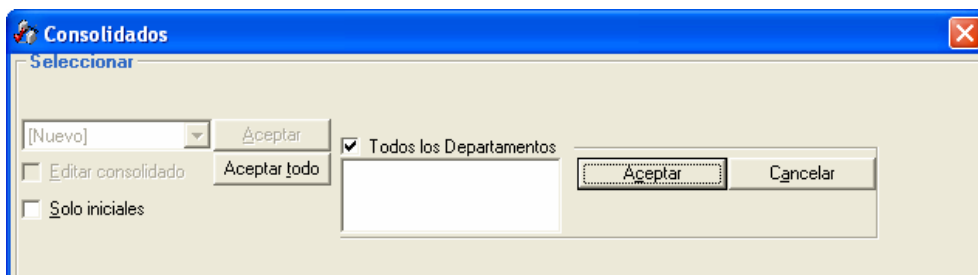 Consolidados
Seleccionar
[Nuevo]
Aceptar
Editar consolidado
Aceptar todo
Solo iniciales
Todos los Departamentos
Aceptar
Cancelar